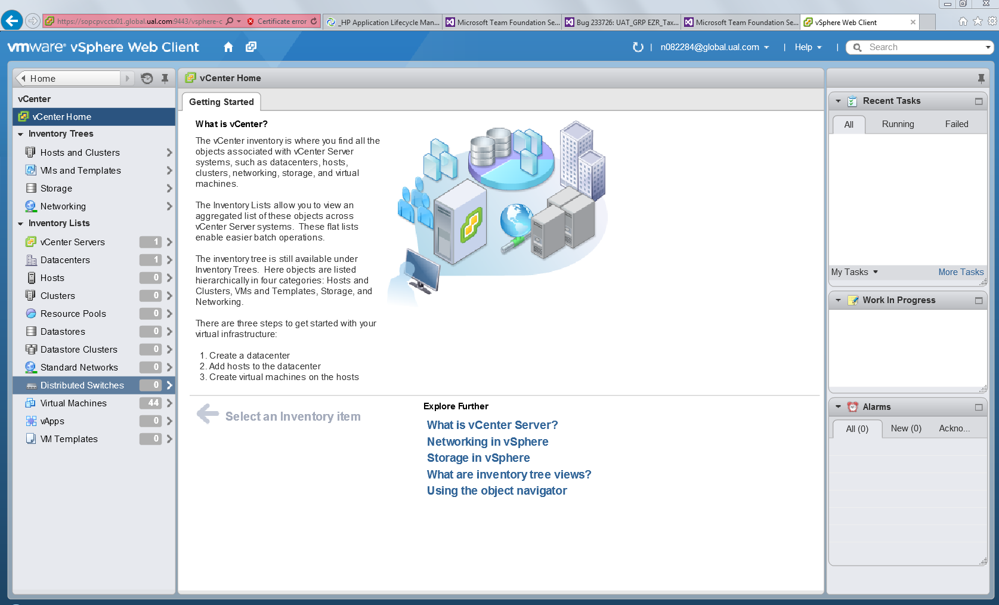 https://sopcpvcctx01.global.ual.com:9443/vsphere-c
Certificate error
_HP Application Lifecycle Man...
Microsoft Team Foundation Se...
Bug 233726: UAT_GRP EZR_Tax...
Microsoft Team Foundation Se...
vSphere Web Client
vmware® vSphere Web Client
n082284@global.ual.com
Help
Search
Home
vCenter
vCenter Home
Inventory Trees
Hosts and Clusters
VMs and Templates
Storage
Networking
Inventory Lists
vCenter Servers 1
Datacenters 1
Hosts 0
Clusters 0
Resource Pools 0
Datastores 0
Datastore Clusters 0
Standard Networks 0
Distributed Switches 0
Virtual Machines 44
vApps 0
VM Templates 0
vCenter Home
Getting Started
What is vCenter?
The vCenter inventory is where you find all the
objects associated with vCenter Server
systems, such as datacenters, hosts,
clusters, networking, storage, and virtual
machines.
The Inventory Lists allow you to view an
aggregated list of these objects across
vCenter Server systems. These flat lists
enable easier batch operations.
The inventory tree is still available under
Inventory Trees. Here objects are listed
hierarchically in four categories: Hosts and
Clusters, VMs and Templates, Storage, and
Networking.
There are three steps to get started with your
virtual infrastructure:
1. Create a datacenter
2. Add hosts to the datacenter
3. Create virtual machines on the hosts
Select an Inventory item
Explore Further
What is vCenter Server?
Networking in vSphere
Storage in vSphere
What are inventory tree views?
Using the object navigator
Recent Tasks
All
Running
Failed
My Tasks
More Tasks
Work In Progress
Alarms
All (0)
New (0)
Ackno...